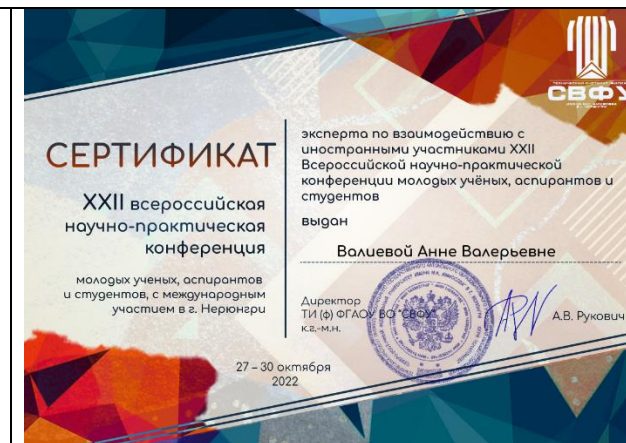 СВФУ
СЕРТИФИКАТ
XXII всероссийская
научно-практическая
конференция
молодых ученых, аспирантов
и студентов, с международным
участием в г. Нерюнгри
27 – 30 октября
2022
эксперта по взаимодействию с
иностранными участниками XXII
Всероссийской научно-практической
конференции молодых учёных, аспирантов и
студентов
выдан
Валиевой Анне Валерьевне
Директор
ТИ (ф) ФГАОУ ВО "СВФУ"
к.г.-м.н.
А.В. Рукович